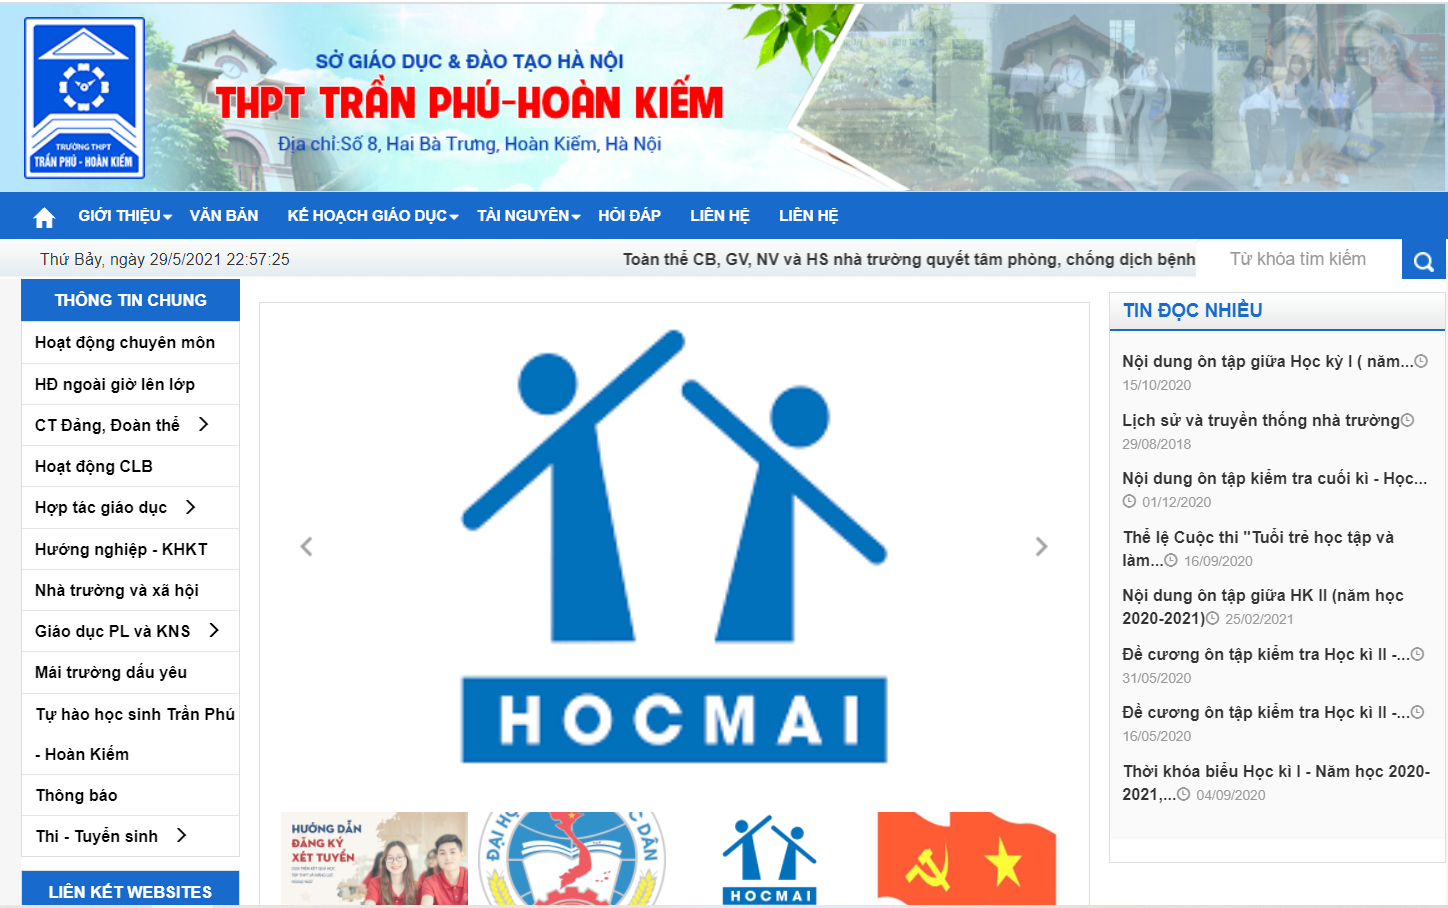 SỞ GIÁO DỤC & ĐÀO TẠO HÀ NỘI
THPT TRẦN PHÚ-HOÀN KIẾM
Địa chỉ:Số 8, Hai Bà Trưng, Hoàn Kiếm, Hà Nội
TRƯỜNG THPT
TRẦN PHÚ - HOÀN KIẾM
GIỚI THIỆU VĂN BẢN KẾ HOẠCH GIÁO DỤC TÀI NGUYÊN HỎI ĐÁP LIÊN HỆ LIÊN HỆ
Thứ Bảy, ngày 29/5/2021 22:57:25
Toàn thể CB, GV, NV và HS nhà trường quyết tâm phòng, chống dịch bệnh
Từ khóa tìm kiếm
THÔNG TIN CHUNG
Hoạt động chuyên môn
HĐ ngoài giờ lên lớp
CT Đảng, Đoàn thể
Hoạt động CLB
Hợp tác giáo dục
Hướng nghiệp - KHKT
Nhà trường và xã hội
Giáo dục PL và KNS
Mái trường dấu yêu
Tự hào học sinh Trần Phú
- Hoàn Kiếm
Thông báo
Thi - Tuyển sinh
LIÊN KẾT WEBSITES
HOCMAI
HƯỚNG DẪN
ĐĂNG KÝ
XÉT TUYỂN
HOCMAI
TIN ĐỌC NHIỀU
Nội dung ôn tập giữa Học kỳ I ( năm...
15/10/2020
Lịch sử và truyền thống nhà trường
29/08/2018
Nội dung ôn tập kiểm tra cuối kì - Học...
01/12/2020
Thể lệ Cuộc thi "Tuổi trẻ học tập và
làm... 16/09/2020
Nội dung ôn tập giữa HK II (năm học
2020-2021) 25/02/2021
Đề cương ôn tập kiểm tra Học kì II -...
31/05/2020
Đề cương ôn tập kiểm tra Học kì II -...
16/05/2020
Thời khóa biểu Học kì I - Năm học 2020-
2021,... 04/09/2020